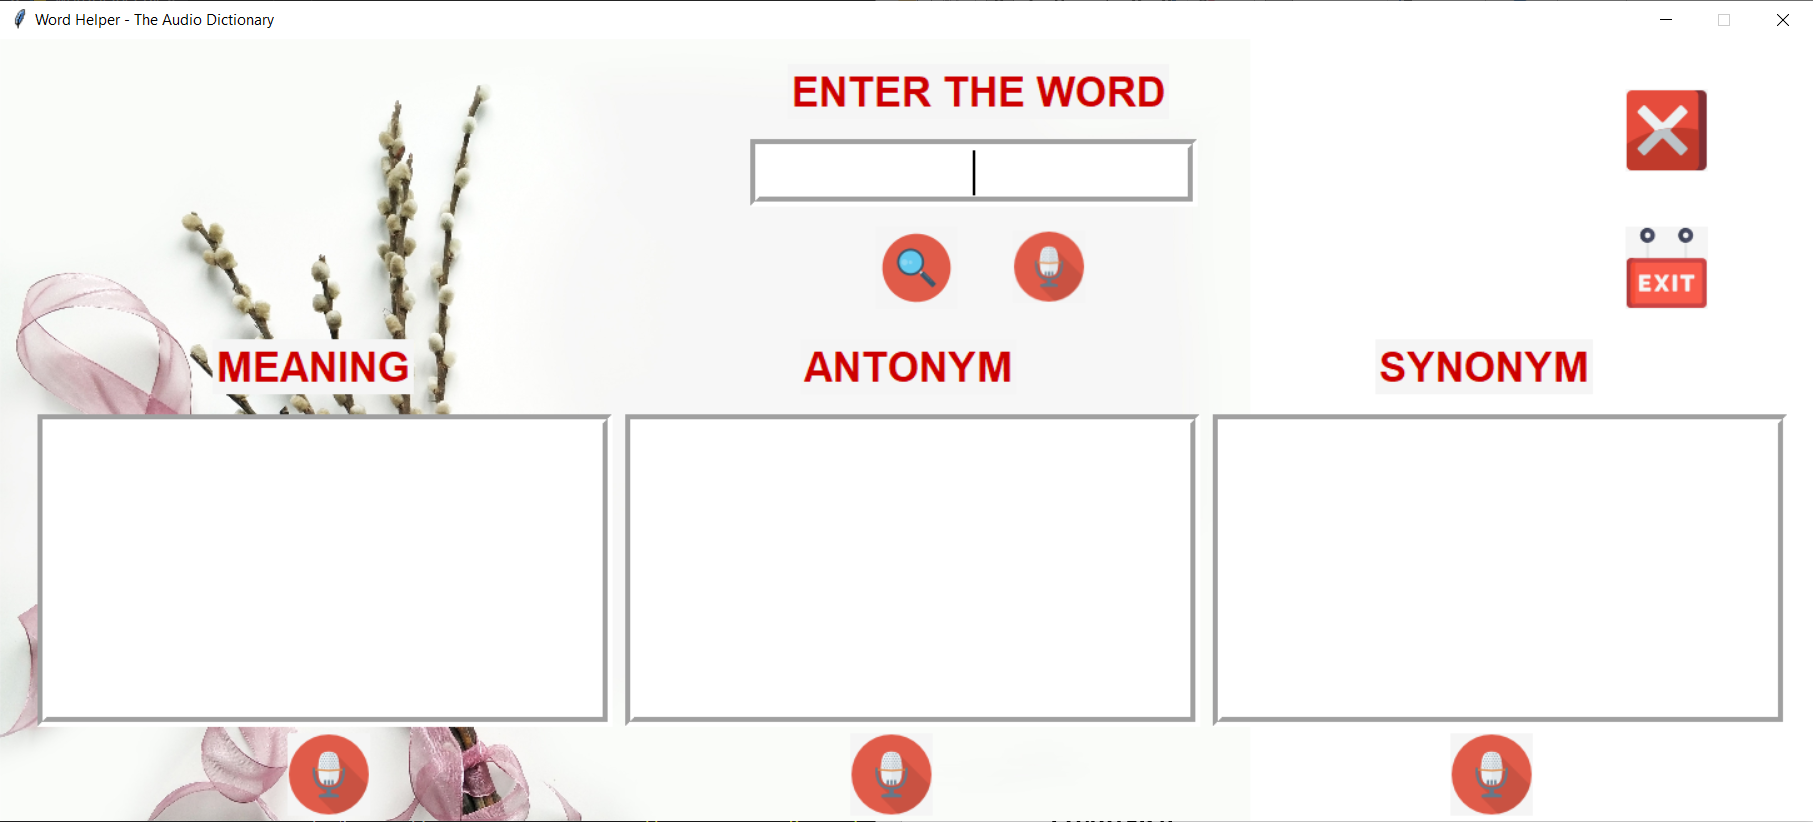 Word Helper - The Audio Dictionary
ENTER THE WORD
EXIT
MEANING
ANTONYM
SYNONYM